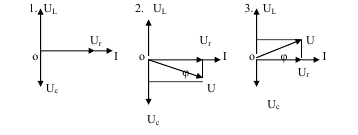 1. U_L
U_r
o I
U_c
2. U_L
U_r
o I
φ
U
U_c
3. U_L
U
o φ I
U_r
U_c